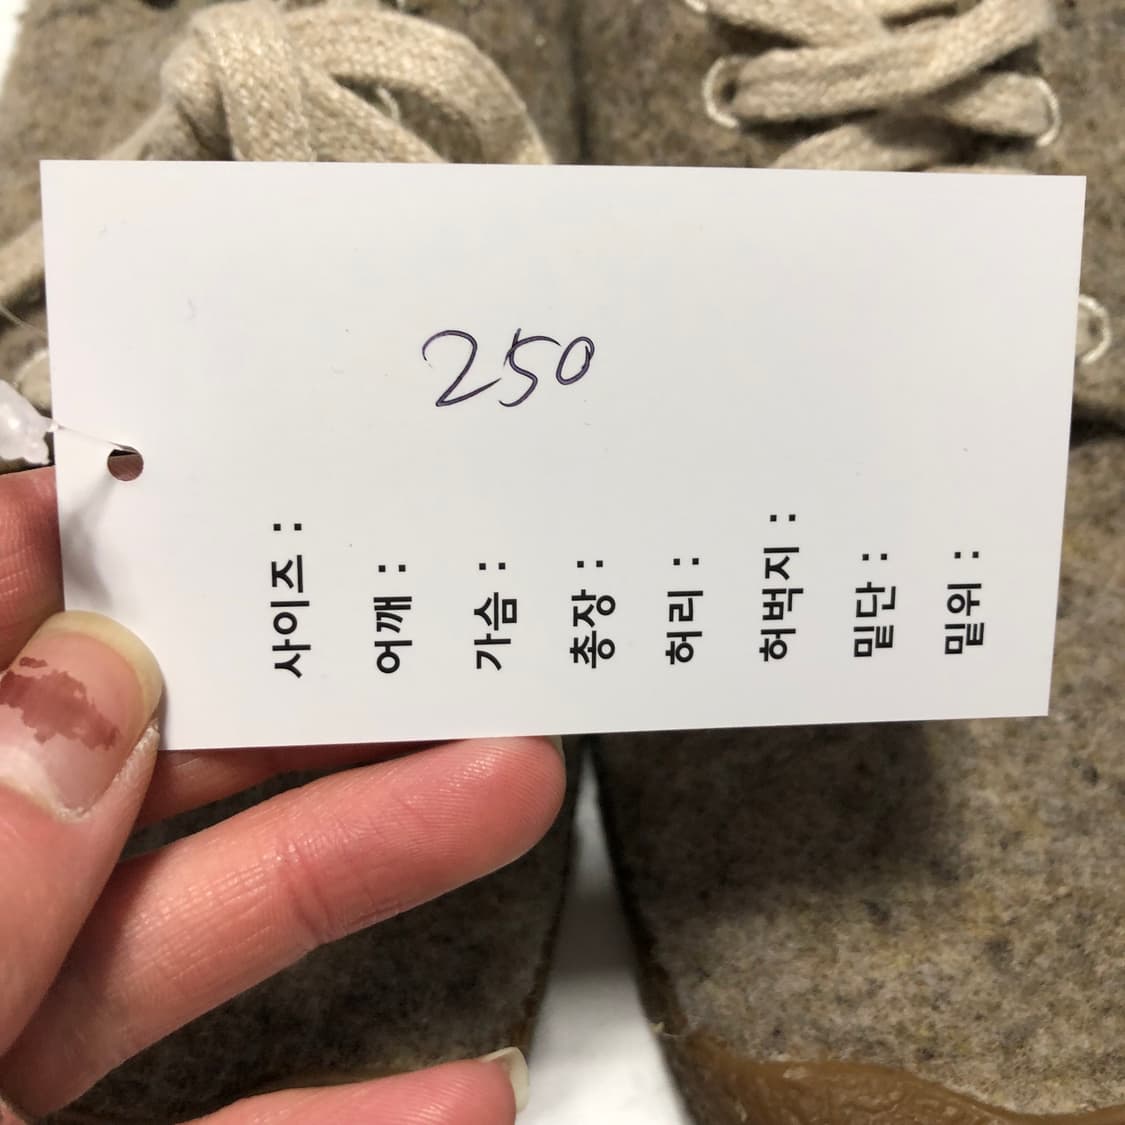 250
사이즈 :
어깨 :
가슴 :
총장 :
허리 :
허벅지 :
밑단 :
밑위 :